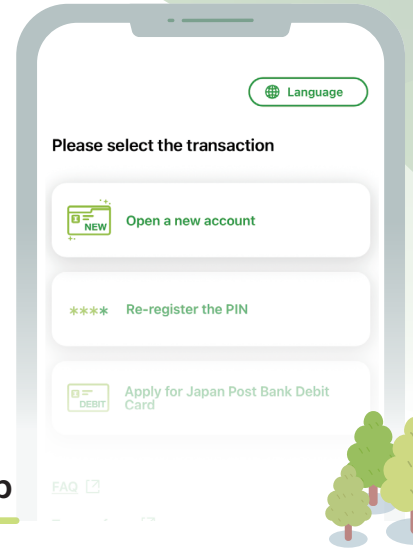 Language
Please select the transaction
NEW
Open a new account
**** Re-register the PIN
DEBIT
Apply for Japan Post Bank Debit
Card
FAQ